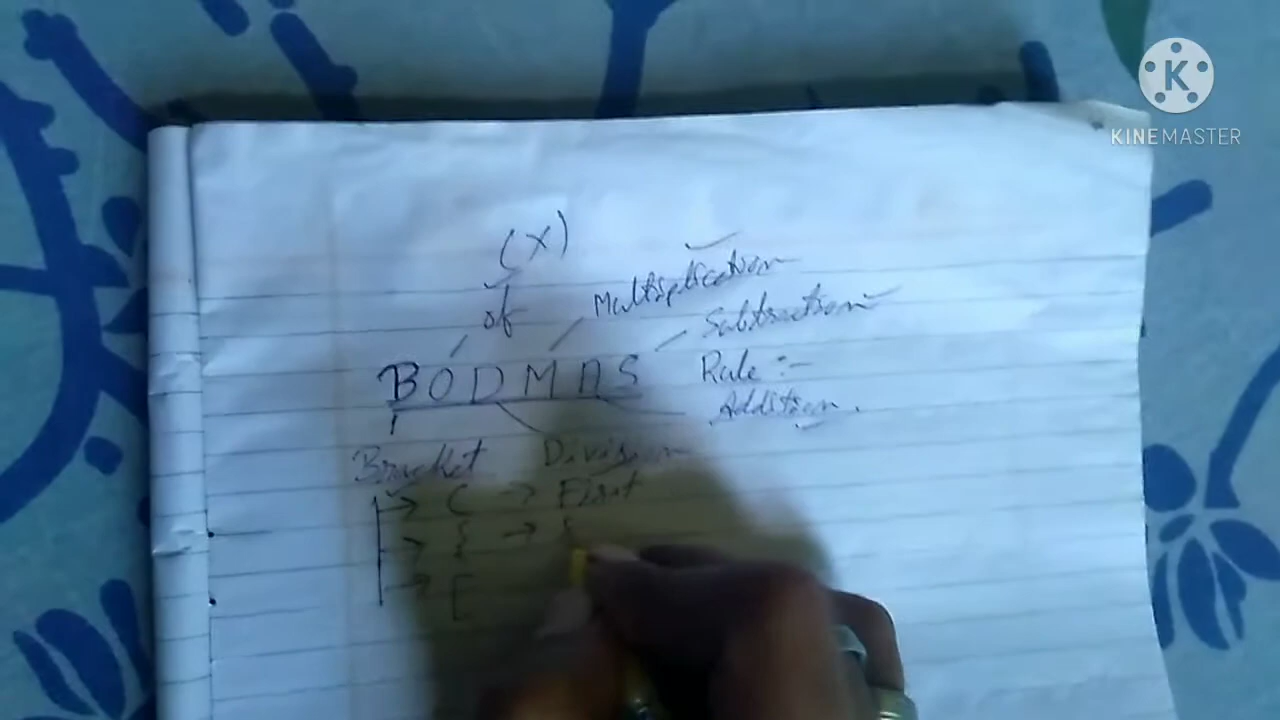 (X)
of Multiplication
Subtraction
BODMAS Rule :-
Addition.
Bracket Division
→ ( → First
→ { →
→ [
KINEMASTER